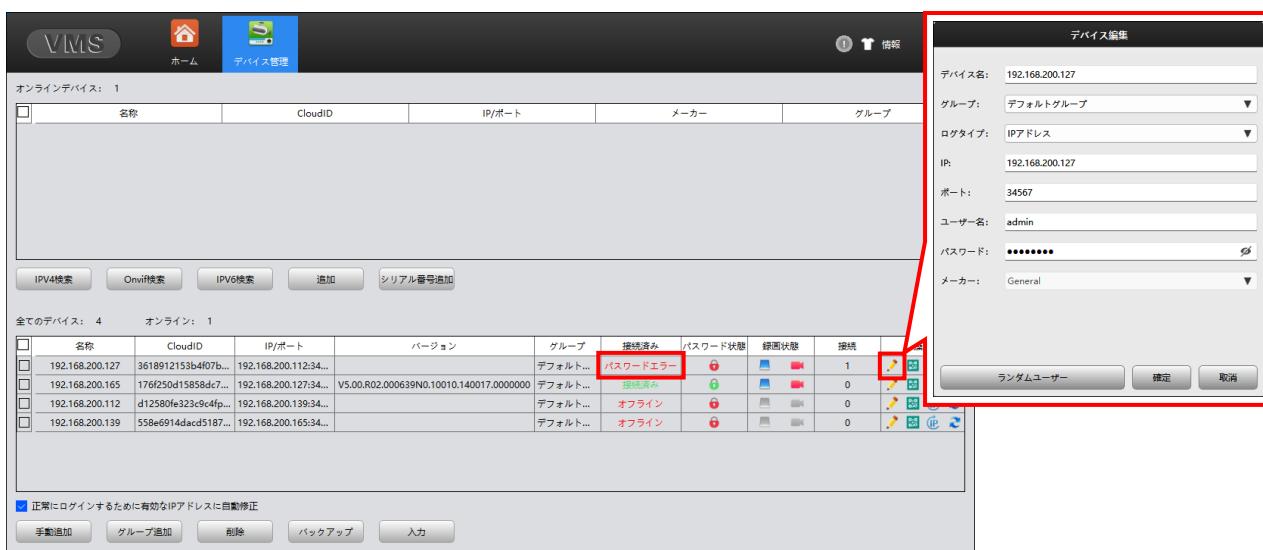 VMS
ホーム
デバイス管理
情報
オンラインデバイス： 1
名称 CloudID IP/ポート メーカー グループ
IPV4検索 Onvif検索 IPV6検索 追加 シリアル番号追加
全てのデバイス： 4 オンライン： 1
名称 CloudID IP/ポート バージョン グループ 接続済み パスワード状態 録画状態 接続
192.168.200.127 3618912153b4f07b... 192.168.200.112:34... デフォルト... パスワードエラー 1
192.168.200.165 176f250d15858dc7... 192.168.200.127:34... V5.00.R02.000639N0.10010.140017.0000000 デフォルト... 接続済み 0
192.168.200.112 d12580fe323c9c4fp... 192.168.200.139:34... デフォルト... オフライン 0
192.168.200.139 558e6914dacd5187... 192.168.200.165:34... デフォルト... オフライン 0 IP
正常にログインするために有効なIPアドレスに自動修正
手動追加 グループ追加 削除 バックアップ 入力
デバイス編集
デバイス名: 192.168.200.127
グループ: デフォルトグループ
ログタイプ: IPアドレス
IP: 192.168.200.127
ポート: 34567
ユーザー名: admin
パスワード: ●●●●●●●●
メーカー: General
ランダムユーザー 確定 取消